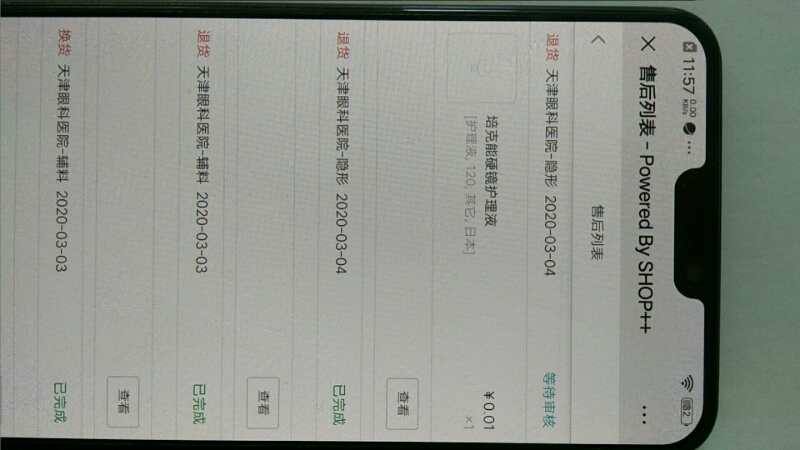 11:57 0.00 KB/s ... 2
售后列表 - Powered By SHOP++ ...
售后列表
退货 天津眼科医院-隐形 2020-03-04 等待审核
培克能硬镜护理液 ¥0.01
[护理液, 120, 其它, 日本] ×1
查看
退货 天津眼科医院-隐形 2020-03-04 已完成
查看
退货 天津眼科医院-辅料 2020-03-03 已完成
查看
换货 天津眼科医院-辅料 2020-03-03 已完成